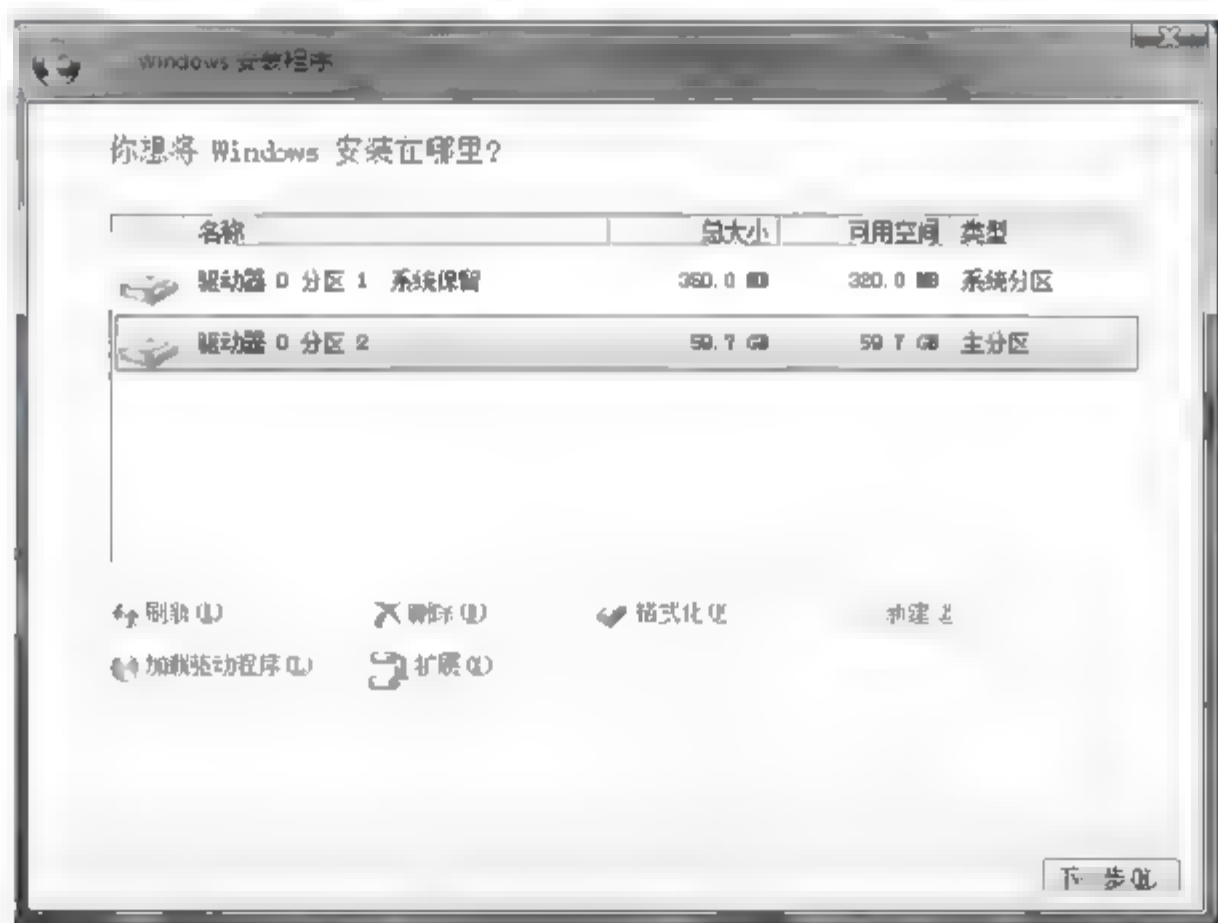 Windows 安装程序
你想将 Windows 安装在哪里?
名称 总大小 可用空间 类型
驱动器 0 分区 1 系统保留 350.0 MB 320.0 MB 系统分区
驱动器 0 分区 2 59.7 GB 59.7 GB 主分区
刷新 删除 格式化 新建
加载驱动程序(L) 扩展(X)
下一步(N)